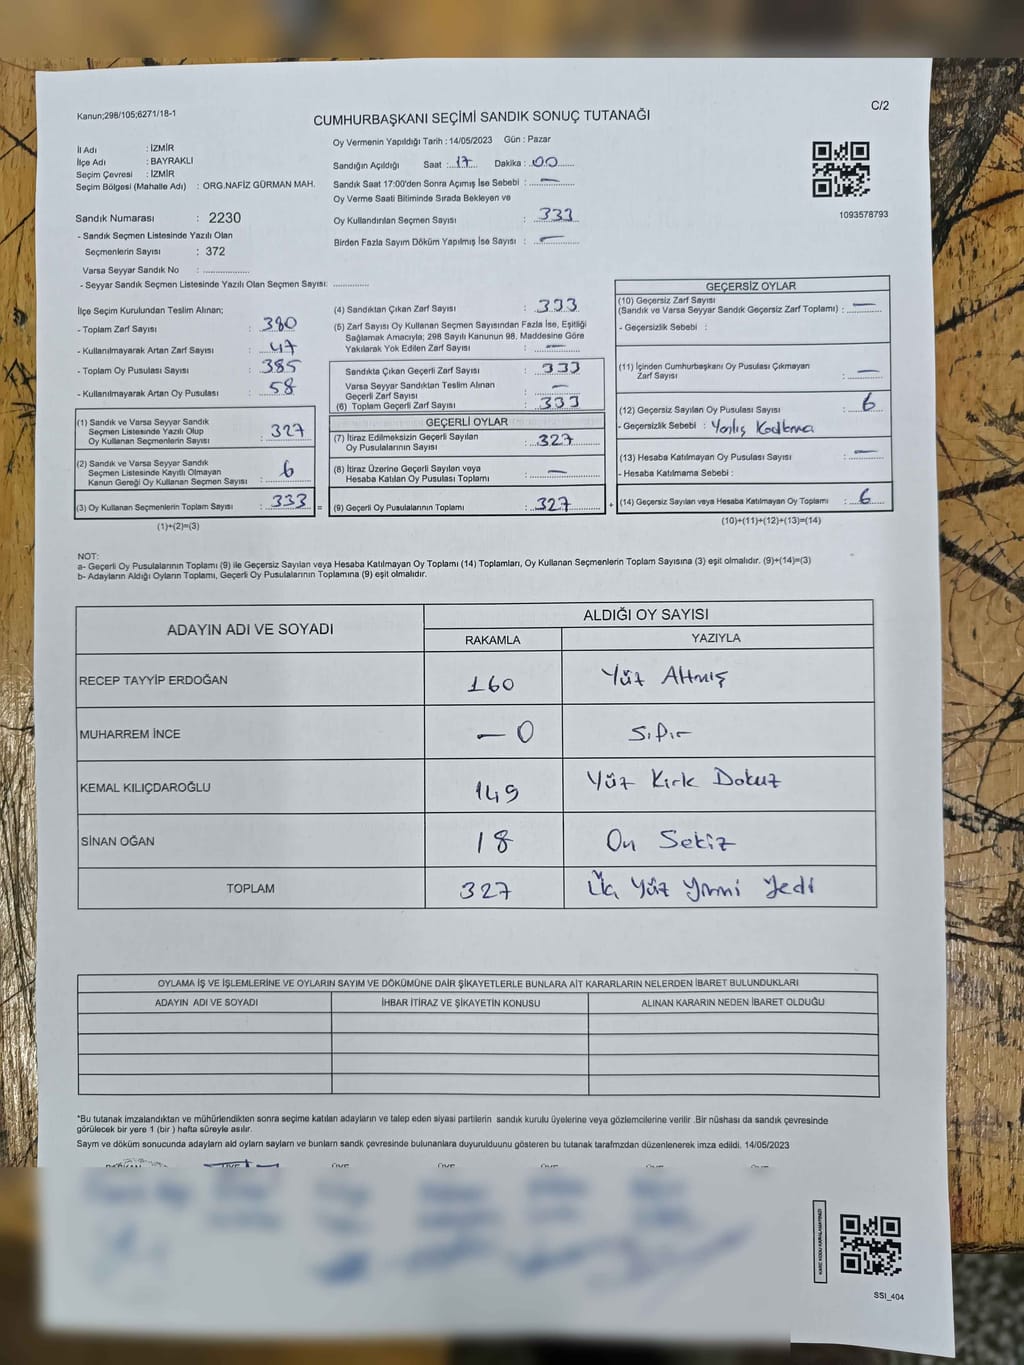 Kanun;298/105;6271/18-1
C/2
CUMHURBAŞKANI SEÇİMİ SANDIK SONUÇ TUTANAĞI
İl Adı : İZMİR
İlçe Adı : BAYRAKLI
Seçim Çevresi : İZMİR
Seçim Bölgesi (Mahalle Adı) : ORG.NAFİZ GÜRMAN MAH.
Sandık Numarası : 2230
- Sandık Seçmen Listesinde Yazılı Olan
Seçmenlerin Sayısı : 372
Varsa Seyyar Sandık No :
- Seyyar Sandık Seçmen Listesinde Yazılı Olan Seçmen Sayısı:
Oy Vermenin Yapıldığı Tarih : 14/05/2023 Gün : Pazar
Sandığın Açıldığı Saat : 17 Dakika : 00
Sandık Saat 17:00'den Sonra Açımış İse Sebebi : —
Oy Verme Saati Bitiminde Sırada Bekleyen ve
Oy Kullandırılan Seçmen Sayısı : 333
Birden Fazla Sayım Döküm Yapılmış İse Sayısı : —
1093578793
İlçe Seçim Kurulundan Teslim Alınan;
- Toplam Zarf Sayısı : 380
- Kullanılmayarak Artan Zarf Sayısı : 47
- Toplam Oy Pusulası Sayısı : 385
- Kullanılmayarak Artan Oy Pusulası : 58
(1) Sandık ve Varsa Seyyar Sandık
Seçmen Listesinde Yazılı Olup
Oy Kullanan Seçmenlerin Sayısı : 327
(2) Sandık ve Varsa Seyyar Sandık
Seçmen Listesinde Kayıtlı Olmayan
Kanun Gereği Oy Kullanan Seçmen Sayısı : 6
(3) Oy Kullanan Seçmenlerin Toplam Sayısı : 333 =
(1)+(2)=(3)
(4) Sandıktan Çıkan Zarf Sayısı : 333
(5) Zarf Sayısı Oy Kullanan Seçmen Sayısından Fazla İse, Eşitliği
Sağlamak Amacıyla; 298 Sayılı Kanunun 98. Maddesine Göre
Yakılarak Yok Edilen Zarf Sayısı : —
Sandıkta Çıkan Geçerli Zarf Sayısı : 333
Varsa Seyyar Sandıktan Teslim Alınan
Geçerli Zarf Sayısı : —
(6) Toplam Geçerli Zarf Sayısı : 333
GEÇERLİ OYLAR
(7) İtiraz Edilmeksizin Geçerli Sayılan
Oy Pusulalarının Sayısı : 327
(8) İtiraz Üzerine Geçerli Sayılan veya
Hesaba Katılan Oy Pusulası Toplamı : —
(9) Geçerli Oy Pusulalarının Toplamı : 327 +
GEÇERSİZ OYLAR
(10) Geçersiz Zarf Sayısı
(Sandık ve Varsa Seyyar Sandık Geçersiz Zarf Toplamı) : —
- Geçersizlik Sebebi :
(11) İçinden Cumhurbaşkanı Oy Pusulası Çıkmayan
Zarf Sayısı : —
(12) Geçersiz Sayılan Oy Pusulası Sayısı : 6
- Geçersizlik Sebebi : Yanlış Kodlama
(13) Hesaba Katılmayan Oy Pusulası Sayısı : —
- Hesaba Katılmama Sebebi :
(14) Geçersiz Sayılan veya Hesaba Katılmayan Oy Toplamı : 6
(10)+(11)+(12)+(13)=(14)
NOT:
a- Geçerli Oy Pusulalarının Toplamı (9) ile Geçersiz Sayılan veya Hesaba Katılmayan Oy Toplamı (14) Toplamları, Oy Kullanan Seçmenlerin Toplam Sayısına (3) eşit olmalıdır. (9)+(14)=(3)
b- Adayların Aldığı Oyların Toplamı, Geçerli Oy Pusulalarının Toplamına (9) eşit olmalıdır.
ADAYIN ADI VE SOYADI
ALDIĞI OY SAYISI
RAKAMLA YAZIYLA
RECEP TAYYİP ERDOĞAN 160 Yüz Altmış
MUHARREM İNCE — 0 Sıfır
KEMAL KILIÇDAROĞLU 149 Yüz Kırk Dokuz
SİNAN OĞAN 18 On Sekiz
TOPLAM 327 Üç Yüz Yirmi Yedi
OYLAMA İŞ VE İŞLEMLERİNE VE OYLARIN SAYIM VE DÖKÜMÜNE DAİR ŞİKAYETLERLE BUNLARA AİT KARARLARIN NELERDEN İBARET BULUNDUKLARI
ADAYIN ADI VE SOYADI İHBAR İTİRAZ VE ŞİKAYETİN KONUSU ALINAN KARARIN NEDEN İBARET OLDUĞU
*Bu tutanak imzalandıktan ve mühürlendikten sonra seçime katılan adayların ve talep eden siyasi partilerin sandık kurulu üyelerine veya gözlemcilerine verilir .Bir nüshası da sandık çevresinde
görülecek bir yere 1 (bir ) hafta süreyle asılır.
Sayım ve döküm sonucunda adayların ald oyların sayları ve bunların sandık çevresinde bulunanlara duyurulduunu gösteren bu tutanak tarafmzdan düzenlenerek imza edildi. 14/05/2023
SSI_404